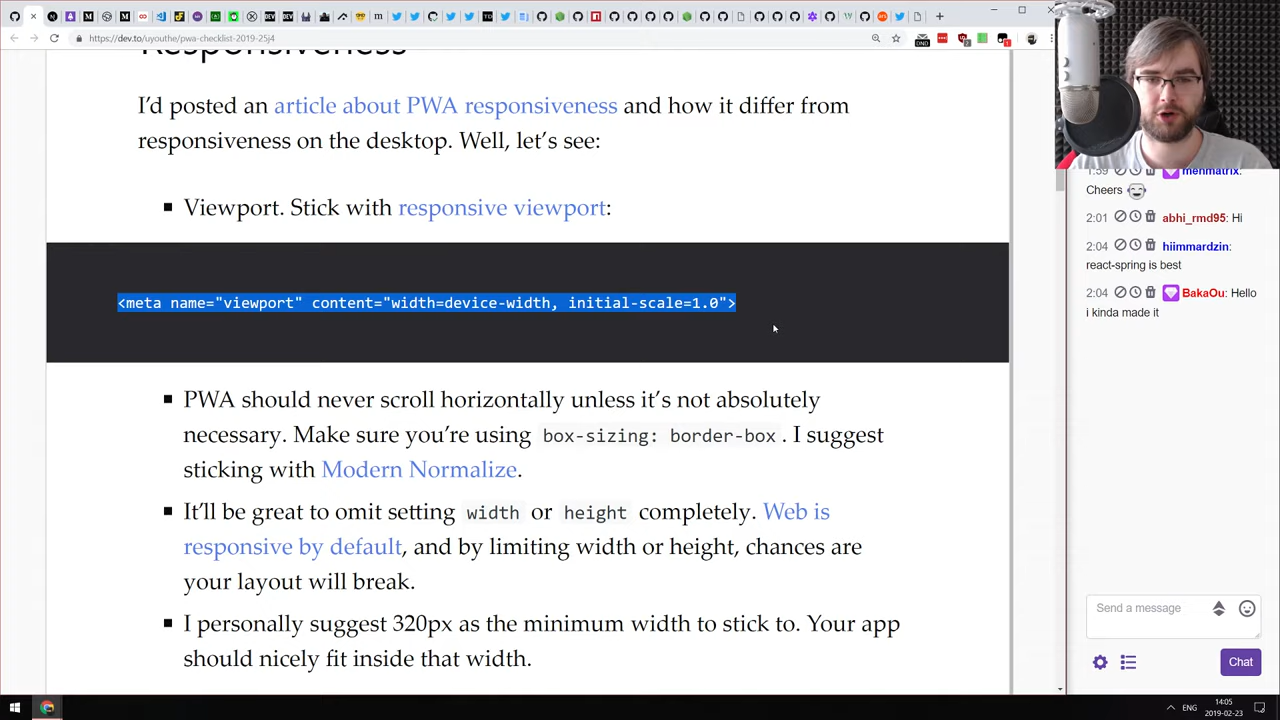 https://dev.to/uyouthe/pwa-checklist-2019-25j4
Responsiveness
I'd posted an article about PWA responsiveness and how it differ from
responsiveness on the desktop. Well, let's see:
Viewport. Stick with responsive viewport:
<meta name="viewport" content="width=device-width, initial-scale=1.0">
PWA should never scroll horizontally unless it's not absolutely
necessary. Make sure you're using box-sizing: border-box. I suggest
sticking with Modern Normalize.
It'll be great to omit setting width or height completely. Web is
responsive by default, and by limiting width or height, chances are
your layout will break.
I personally suggest 320px as the minimum width to stick to. Your app
should nicely fit inside that width.
1:59 mehmatrix:
Cheers
2:01 abhi_rmd95: Hi
2:04 hiimmardzin:
react-spring is best
2:04 BakaOu: Hello
i kinda made it
Send a message
Chat
ENG
14:05
2019-02-23